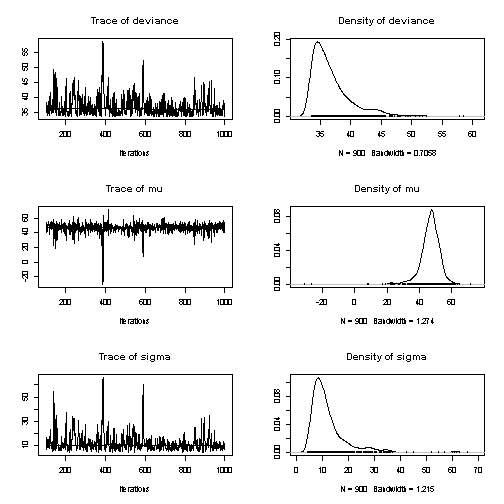 Trace of deviance
35 40 45 50 55
200 400 600 800 1000
Iterations
Density of deviance
0.00 0.10 0.20
35 40 45 50 55 60
N = 900 Bandwidth = 0.7058
Trace of mu
-20 0 20 40 60
200 400 600 800 1000
Iterations
Density of mu
0.00 0.04 0.08
-20 0 20 40 60
N = 900 Bandwidth = 1.274
Trace of sigma
10 30 50
200 400 600 800 1000
Iterations
Density of sigma
0.00 0.04 0.08
0 10 20 30 40 50 60 70
N = 900 Bandwidth = 1.215